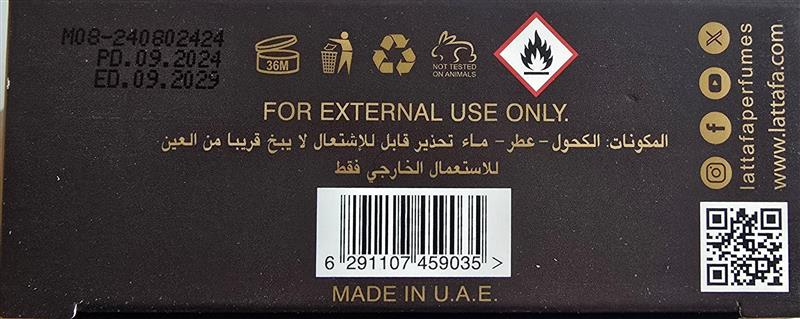 M08-240802424
PD.09.2024
ED.09.2029
36M
NOT TESTED
ON ANIMALS
FOR EXTERNAL USE ONLY.
المكونات: الكحول - عطر - ماء تحذير قابل للإشتعال لا يبخ قريبا من العين
للاستعمال الخارجي فقط
6 291107 459035 >
MADE IN U.A.E.
lattafaperfumes
www.lattafa.com